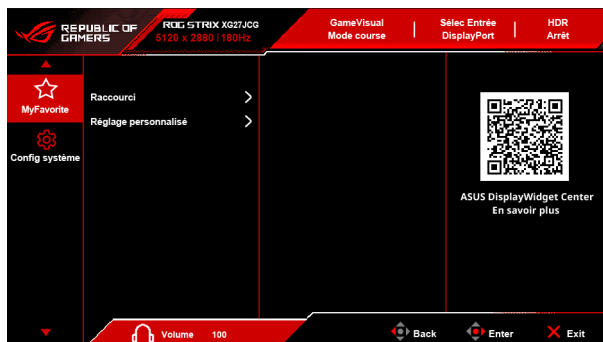 REPUBLIC OF
GAMERS
ROG STRIX XG27JCG
5120 x 2880 | 180Hz
GameVisual
Mode course
Sélec Entrée
DisplayPort
HDR
Arrêt
MyFavorite
Config système
Raccourci
Réglage personnalisé
ASUS DisplayWidget Center
En savoir plus
Volume 100
Back
Enter
Exit